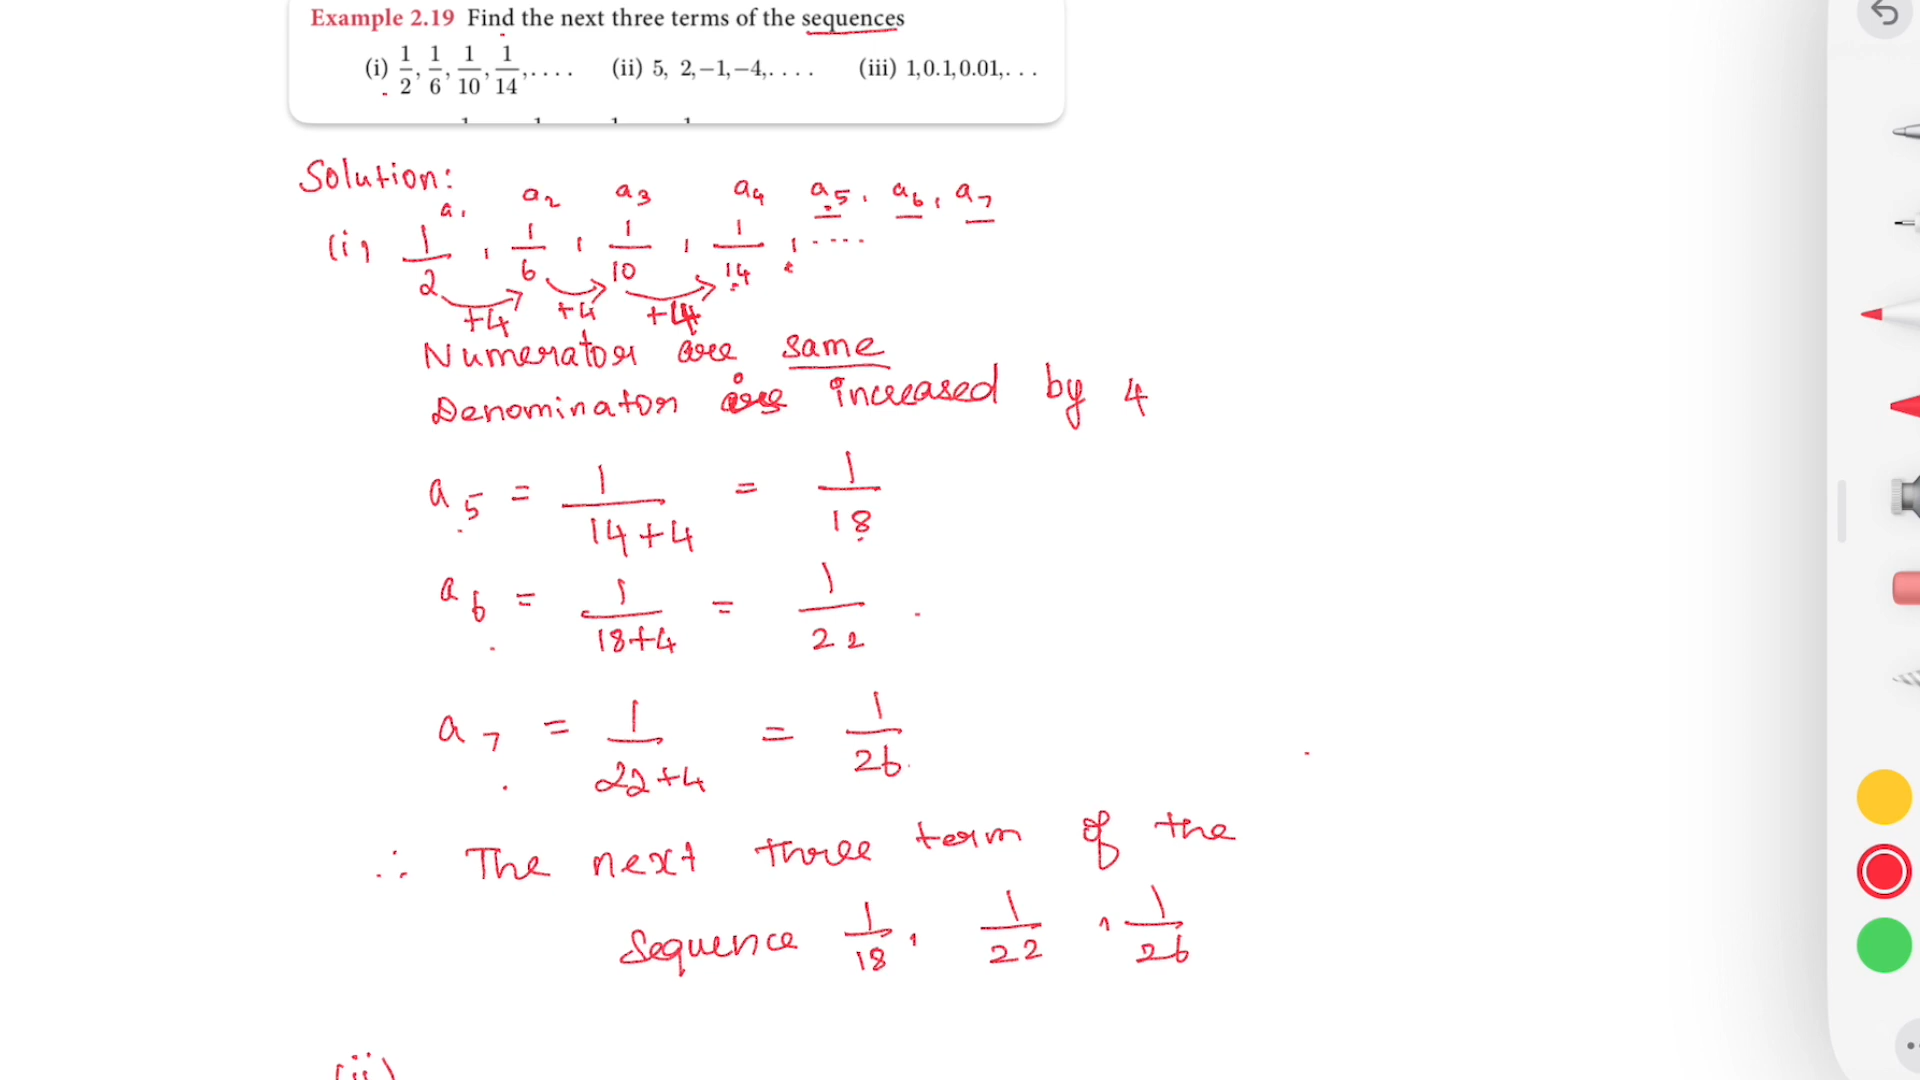 Example 2.19 Find the next three terms of the sequences
(i) 1/2, 1/6, 1/10, 1/14,.... (ii) 5, 2,−1,−4,.... (iii) 1,0.1,0.01,...
Solution:
a1 a2 a3 a4 a5, a6, a7
(i) 1/2, 1/6, 1/10, 1/14, ....
+4 +4 +4
Numerator are same
Denominator are increased by 4
a5 = 1/14+4 = 1/18
a6 = 1/18+4 = 1/22
a7 = 1/22+4 = 1/26
∴ The next three term of the
Sequence 1/18, 1/22, 1/26
(ii)